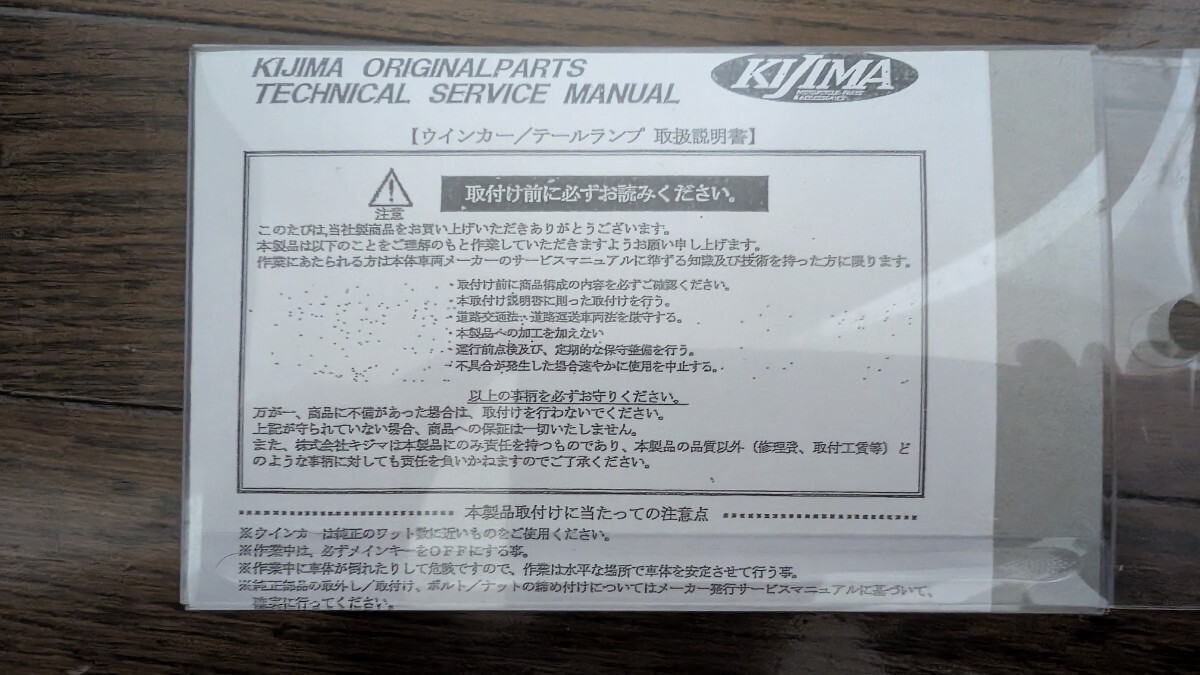 KIJIMA ORIGINALPARTS
TECHNICAL SERVICE MANUAL
KIJIMA
MOTORCYCLE PARTS
& ACCESSORIES
【ウインカー／テールランプ 取扱説明書】
注意
取付け前に必ずお読みください。
このたびは、当社製商品をお買い上げいただきありがとうございます。
本製品は以下のことをご理解のもと作業していただきますようお願い申し上げます。
作業にあたられる方は本体車両メーカーのサービスマニュアルに準ずる知識及び技術を持った方に限ります。
・取付け前に商品構成の内容を必ずご確認ください。
・本取付け説明書に則った取付けを行う。
・道路交通法、道路運送車両法を厳守する。
・本製品への加工を加えない
・運行前点検及び、定期的な保守整備を行う。
・不具合が発生した場合速やかに使用を中止する。
以上の事柄を必ずお守りください。
万が一、商品に不備があった場合は、取付けを行わないでください。
上記が守られていない場合、商品への保証は一切いたしません。
また、株式会社キジマは本製品にのみ責任を持つものであり、本製品の品質以外（修理費、取付工賃等）ど
のような事柄に対しても責任を負いかねますのでご了承ください。
本製品取付けに当たっての注意点
※ウインカーは純正のワット数に近いものをご使用ください。
※作業中は、必ずメインキーをＯＦＦにする事。
※作業中に車体が倒れたりして危険ですので、作業は水平な場所で車体を安定させて行う事。
※純正部品の取外し／取付け、ボルト／ナットの締め付けについてはメーカー発行サービスマニュアルに基づいて、
確実に行ってください。